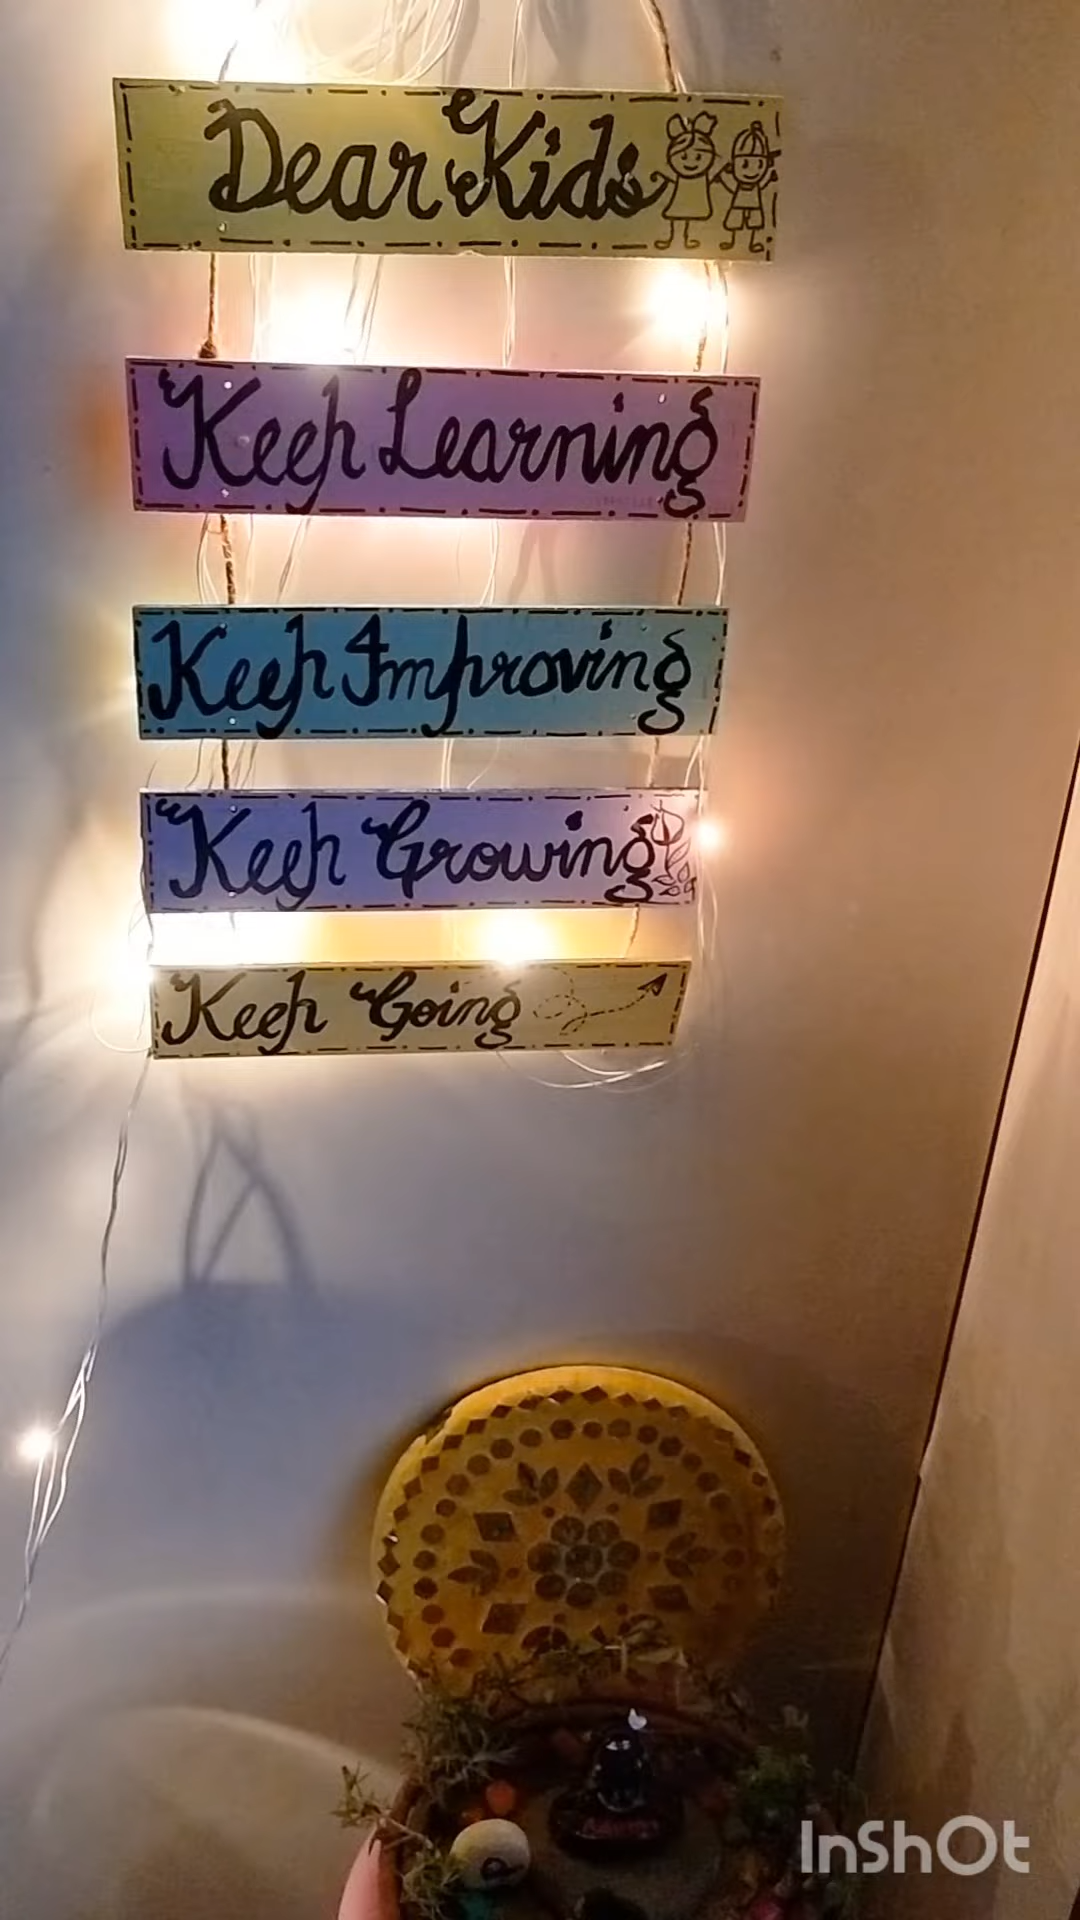 Dear Kids
Keep Learning
Keep Improving
Keep Growing
Keep Going
InShOt